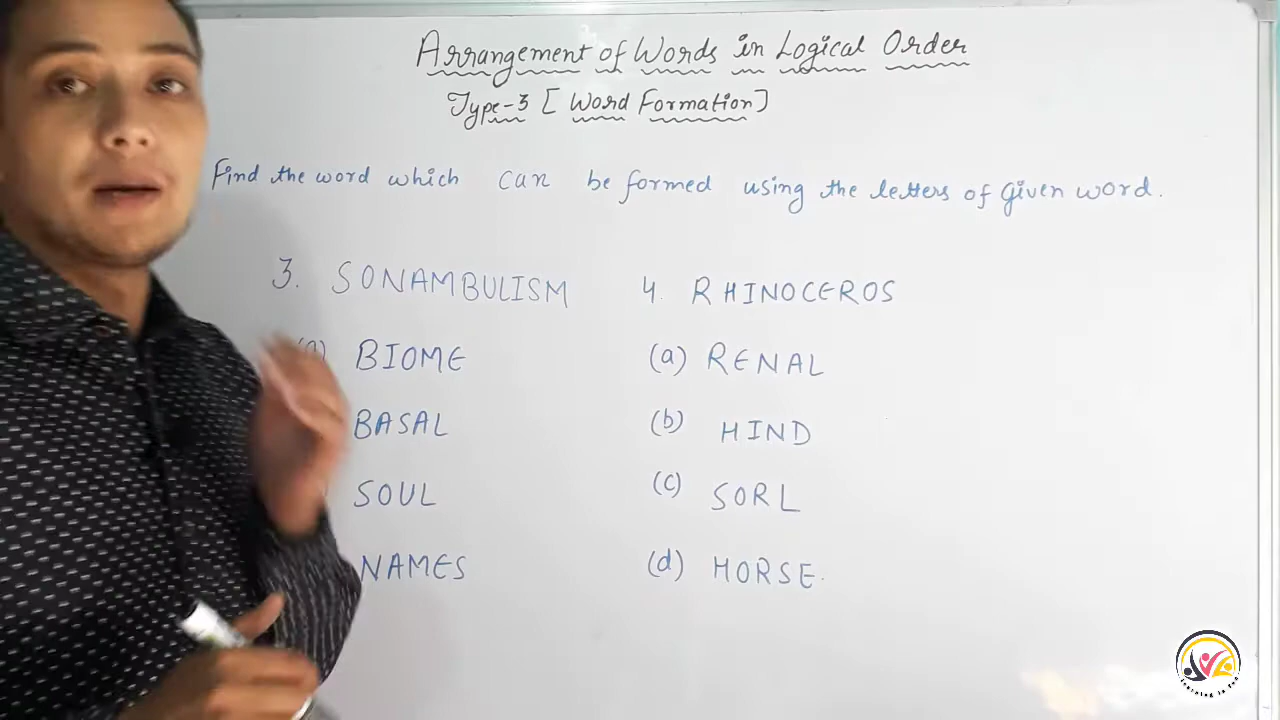 Arrangement of Words in Logical Order
Type-3 [Word Formation]
Find the word which can be formed using the letters of Given word.
3. SONAMBULISM
(a) BIOME
BASAL
SOUL
NAMES
4. RHINOCEROS
(a) RENAL
(b) HIND
(c) SORL
(d) HORSE.